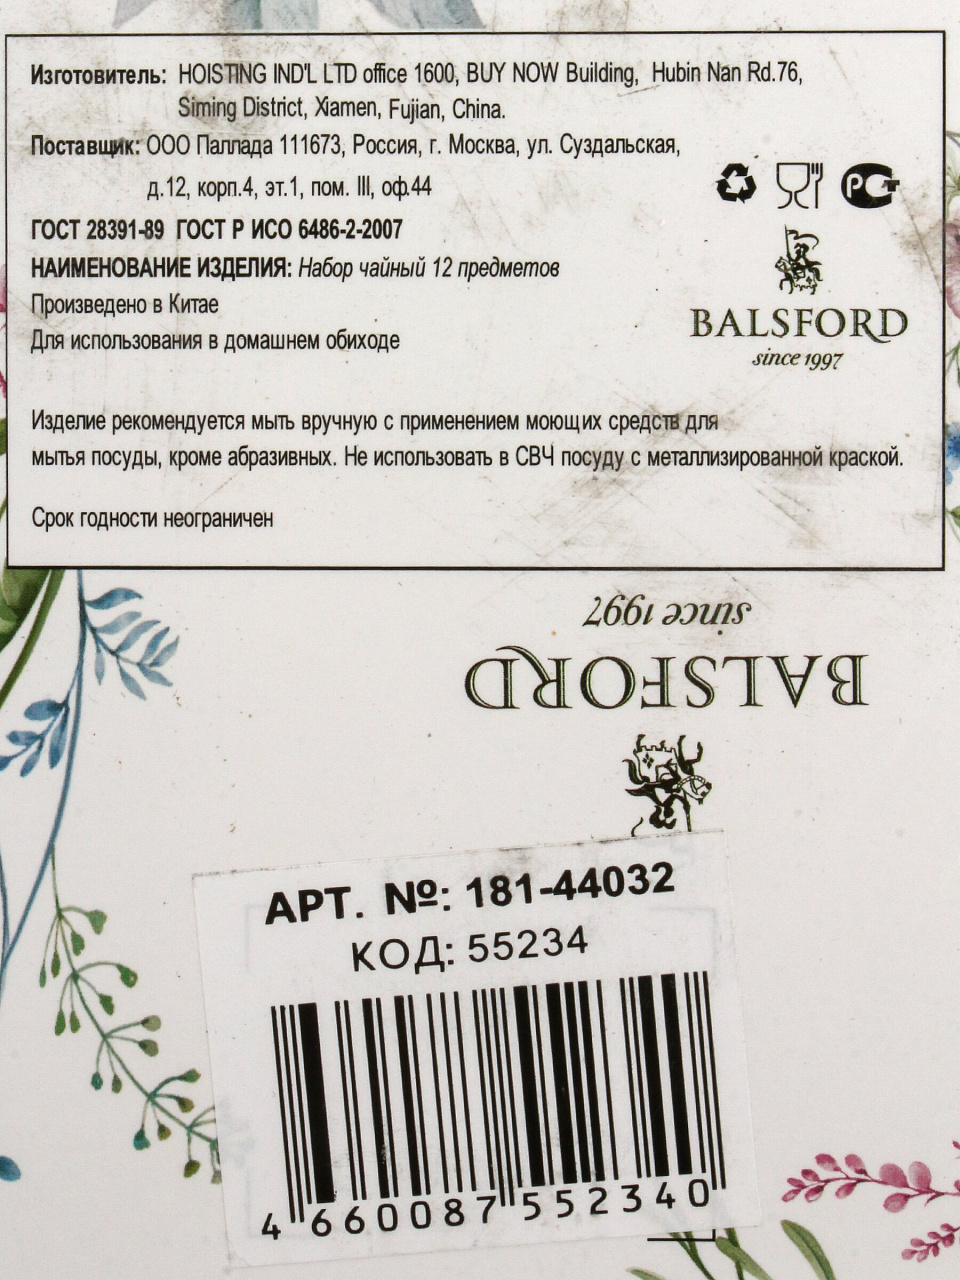 Изготовитель: HOISTING IND'L LTD office 1600, BUY NOW Building, Hubin Nan Rd.76,
Siming District, Xiamen, Fujian, China.
Поставщик: ООО Паллада 111673, Россия, г. Москва, ул. Суздальская,
д.12, корп.4, эт.1, пом. III, оф.44
ГОСТ 28391-89 ГОСТ Р ИСО 6486-2-2007
НАИМЕНОВАНИЕ ИЗДЕЛИЯ: Набор чайный 12 предметов
Произведено в Китае
Для использования в домашнем обиходе
РС
BALSFORD
since 1997
Изделие рекомендуется мыть вручную с применением моющих средств для
мытья посуды, кроме абразивных. Не использовать в СВЧ посуду с металлизированной краской.
Срок годности неограничен
BALSFORD
since 1997
АРТ. №: 181-44032
КОД: 55234
4 660087 552340